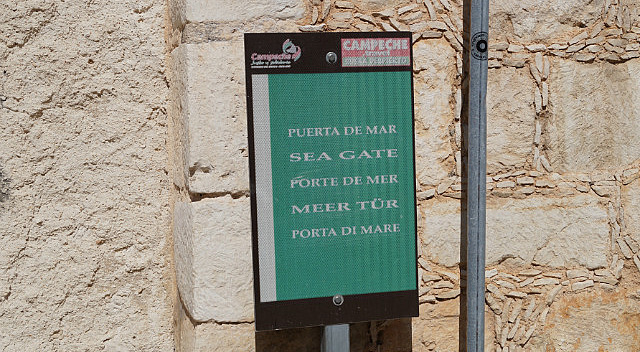 Campeche
CAMPECHE
PUERTA DE MAR
SEA GATE
PORTE DE MER
MEER TÜR
PORTA DI MARE